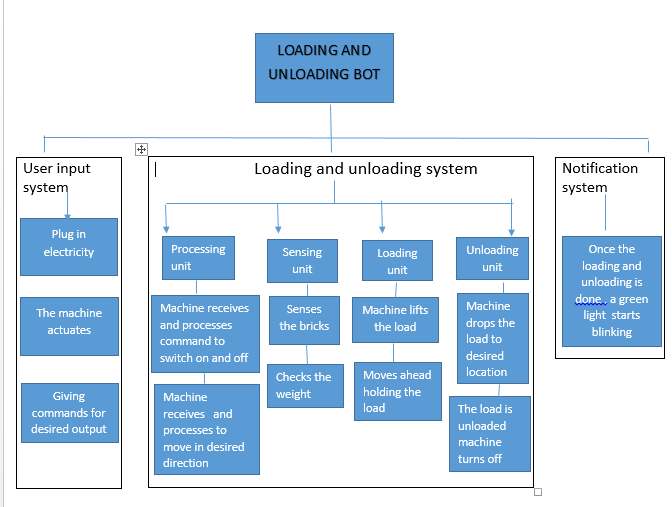 LOADING AND
UNLOADING BOT
User input
system
Plug in
electricity
The machine
actuates
Giving
commands for
desired output
Loading and unloading system
Processing
unit
Machine receives
and processes
command to
switch on and off
Machine
receives and
processes to
move in desired
direction
Sensing
unit
Senses
the bricks
Checks the
weight
Loading
unit
Machine lifts
the load
Moves ahead
holding the
load
Unloading
unit
Machine
drops the
load to
desired
location
The load is
unloaded
machine
turns off
Notification
system
Once the
loading and
unloading is
done , a green
light starts
blinking